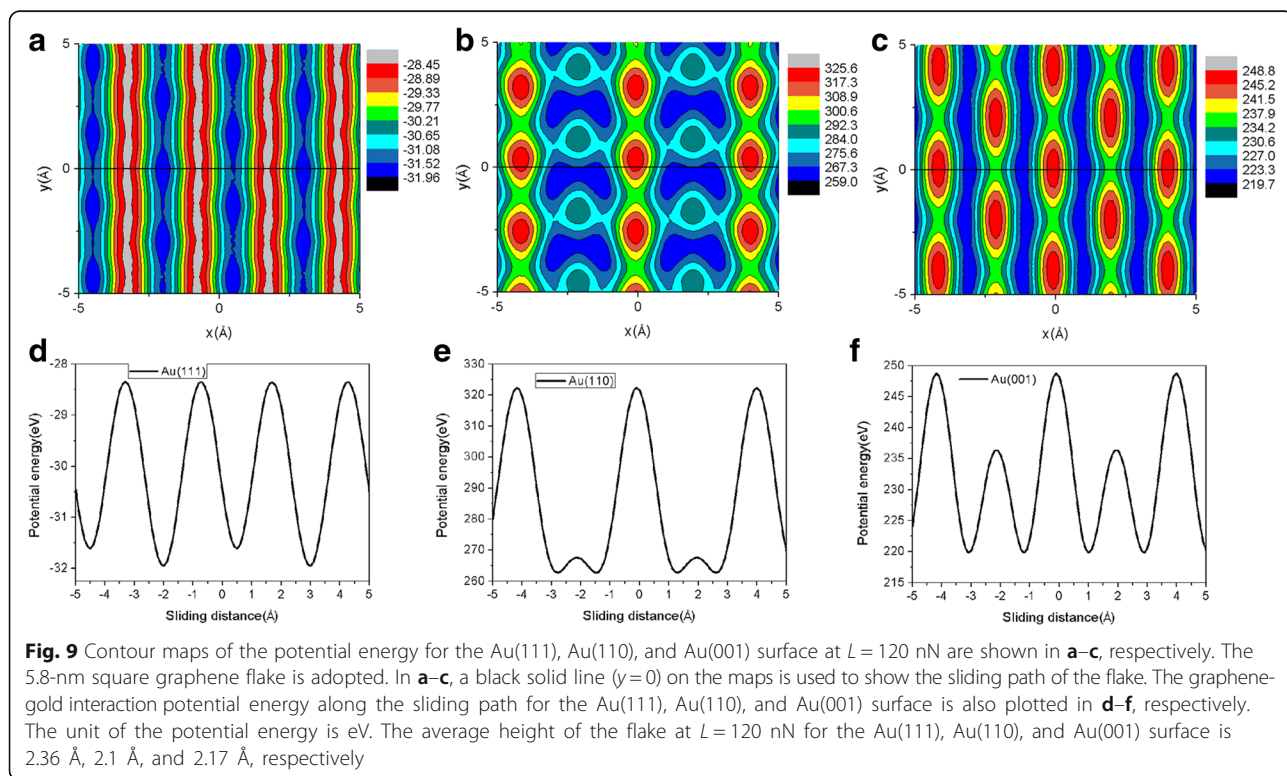 a
5
0
-5
y(Å)
-5 0 5
x(Å)
-28.45
-28.89
-29.33
-29.77
-30.21
-30.65
-31.08
-31.52
-31.96
b
5
0
-5
y(Å)
-5 0 5
x(Å)
325.6
317.3
308.9
300.6
292.3
284.0
275.6
267.3
259.0
c
5
0
-5
y(Å)
-5 0 5
x(Å)
248.8
245.2
241.5
237.9
234.2
230.6
227.0
223.3
219.7
d
Au(111)
-28
-29
-30
-31
-32
Potential energy(eV)
-5 -4 -3 -2 -1 0 1 2 3 4 5
Sliding distance(Å)
e
Au(110)
330
320
310
300
290
280
270
260
Potential energy(eV)
-5 -4 -3 -2 -1 0 1 2 3 4 5
Sliding distance(Å)
f
Au(001)
250
245
240
235
230
225
220
215
Potential energy(eV)
-5 -4 -3 -2 -1 0 1 2 3 4 5
Sliding distance(Å)
Fig. 9 Contour maps of the potential energy for the Au(111), Au(110), and Au(001) surface at L = 120 nN are shown in a–c, respectively. The
5.8-nm square graphene flake is adopted. In a–c, a black solid line (y = 0) on the maps is used to show the sliding path of the flake. The graphene-
gold interaction potential energy along the sliding path for the Au(111), Au(110), and Au(001) surface is also plotted in d–f, respectively.
The unit of the potential energy is eV. The average height of the flake at L = 120 nN for the Au(111), Au(110), and Au(001) surface is
2.36 Å, 2.1 Å, and 2.17 Å, respectively